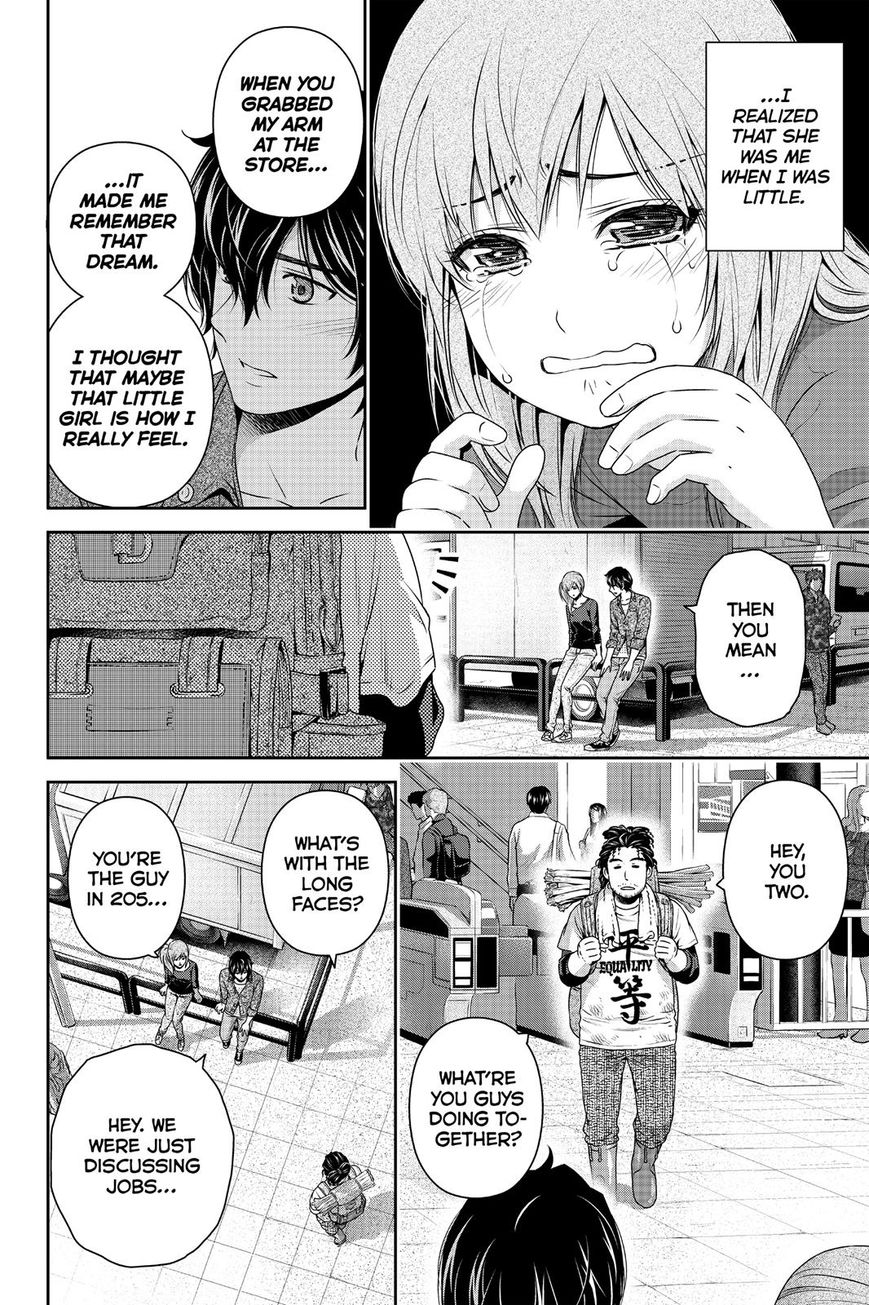 ...I
REALIZED
THAT SHE
WAS ME
WHEN I WAS
LITTLE.
WHEN YOU
GRABBED
MY ARM
AT THE
STORE...
...IT
MADE ME
REMEMBER
THAT
DREAM.
I THOUGHT
THAT MAYBE
THAT LITTLE
GIRL IS HOW I
REALLY FEEL.
THEN
YOU
MEAN
...
HEY,
YOU
TWO.
平
EQUALITY
等
WHAT'RE
YOU GUYS
DOING TO-
GETHER?
WHAT'S
WITH THE
LONG
FACES?
YOU'RE
THE GUY
IN 205...
HEY. WE
WERE JUST
DISCUSSING
JOBS...